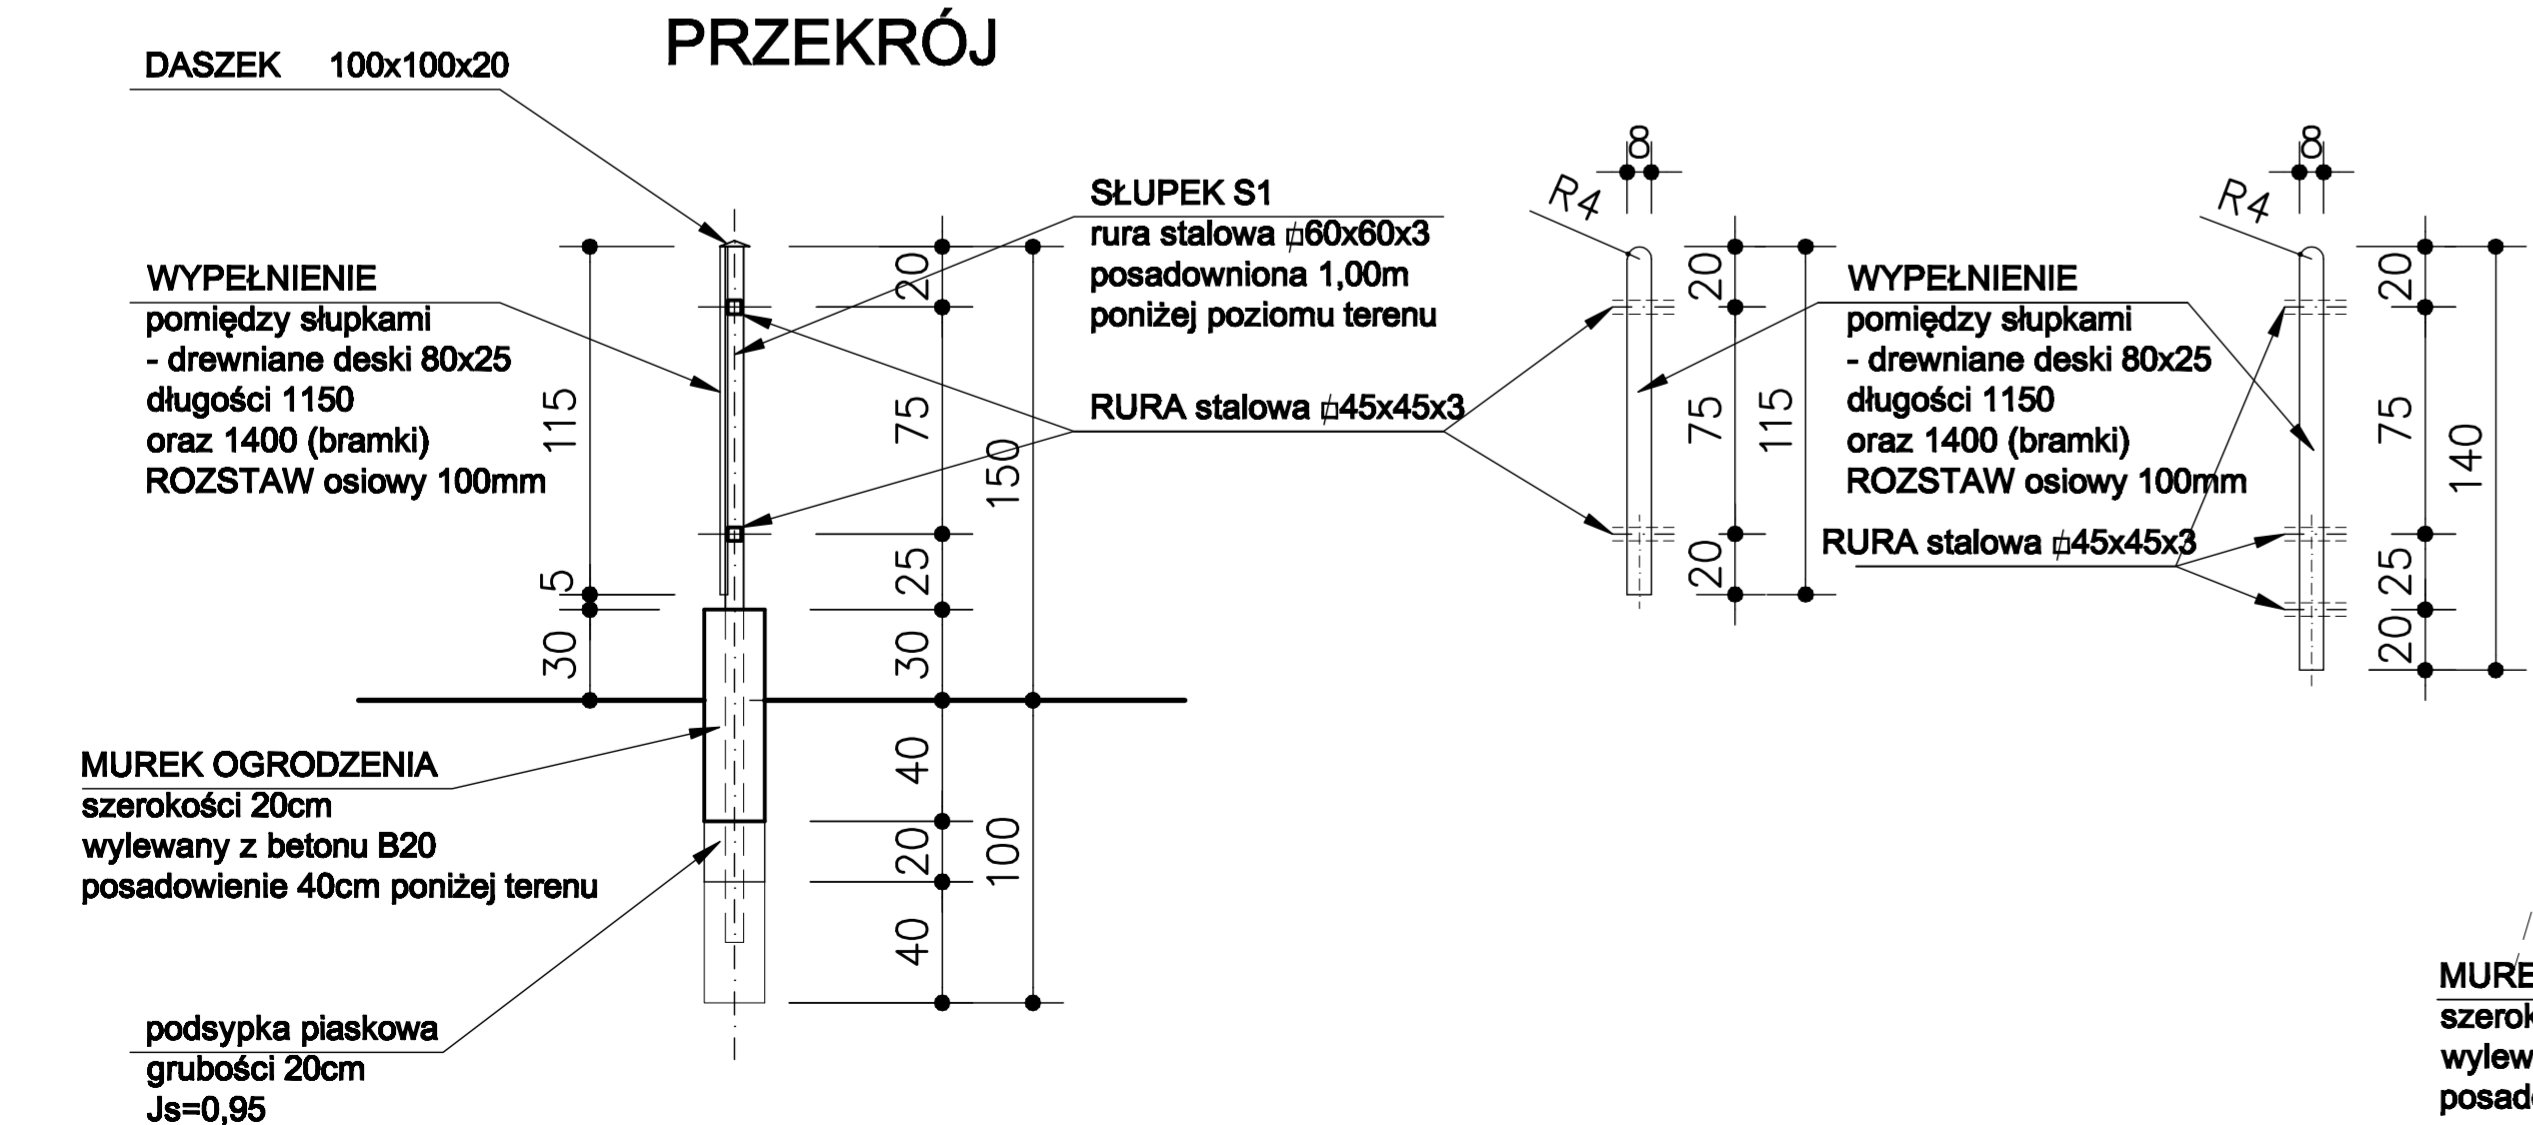 PRZEKRÓJ
DASZEK 100x100x20
WYPEŁNIENIE
pomiędzy słupkami
- drewniane deski 80x25
długości 1150
oraz 1400 (bramki)
ROZSTAW osiowy 100mm
115
5
30
MUREK OGRODZENIA
szerokości 20cm
wylewany z betonu B20
posadowienie 40cm poniżej terenu
podsypka piaskowa
grubości 20cm
Js=0,95
20
75
25
30
40
20
40
150
100
SŁUPEK S1
rura stalowa 60x60x3
posadowniona 1,00m
poniżej poziomu terenu
RURA stalowa 45x45x3
8
R4
20
75
20
115
WYPEŁNIENIE
pomiędzy słupkami
- drewniane deski 80x25
długości 1150
oraz 1400 (bramki)
ROZSTAW osiowy 100mm
RURA stalowa 45x45x3
8
R4
20
75
25
20
140
MURE
szerok
wylew
posad